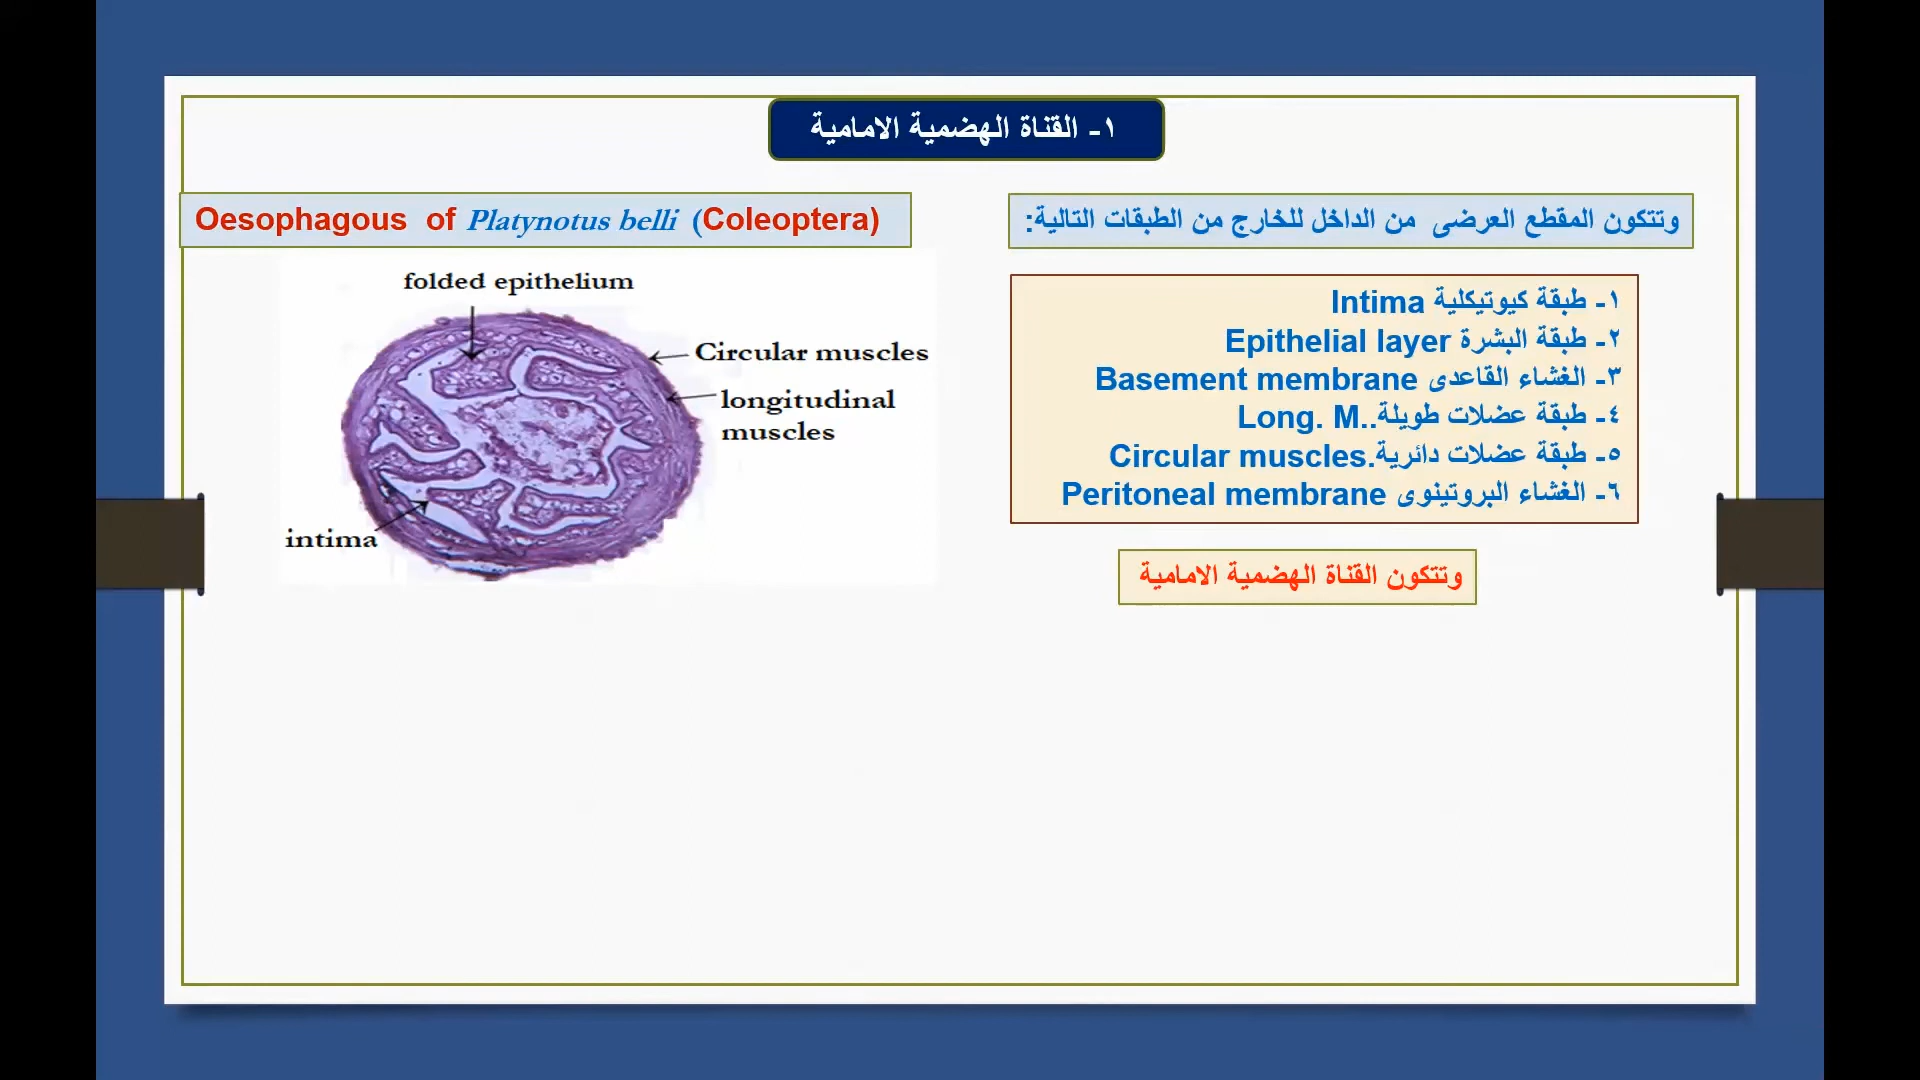 ١- القناة الهضمية الامامية
Oesophagous of Platynotus belli (Coleoptera)
folded epithelium
Circular muscles
longitudinal
muscles
intima
وتتكون المقطع العرضى من الداخل للخارج من الطبقات التالية:
١- طبقة كيوتيكلية Intima
٢- طبقة البشرة Epithelial layer
٣- الغشاء القاعدى Basement membrane
٤- طبقة عضلات طويلة..Long. M
٥- طبقة عضلات دائرية.Circular muscles
٦- الغشاء البروتينوى Peritoneal membrane
وتتكون القناة الهضمية الامامية